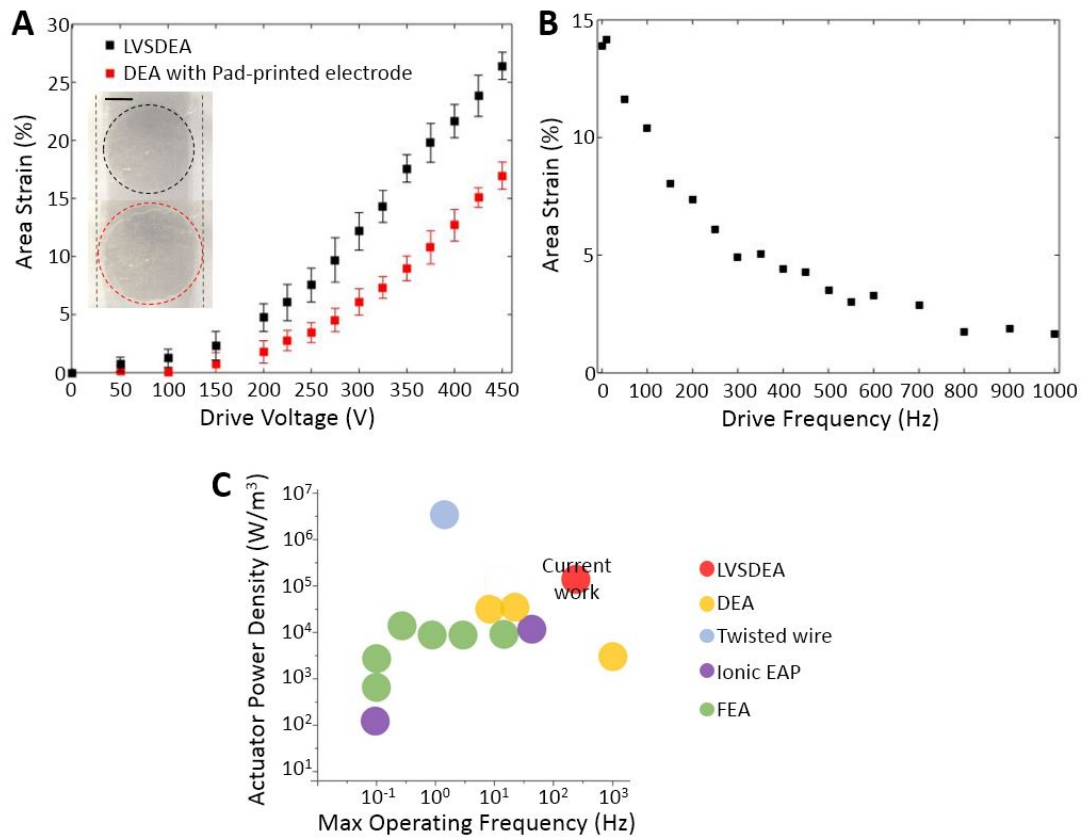 A
LVSDEA
DEA with Pad-printed electrode
Area Strain (%)
30
25
20
15
10
5
0
0 50 100 150 200 250 300 350 400 450
Drive Voltage (V)
B
Area Strain (%)
15
10
5
0
0 100 200 300 400 500 600 700 800 900 1000
Drive Frequency (Hz)
C
Actuator Power Density (W/m³)
10⁷
10⁶
10⁵
10⁴
10³
10²
10¹
Current
work
10⁻¹ 10⁰ 10¹ 10² 10³
Max Operating Frequency (Hz)
LVSDEA
DEA
Twisted wire
Ionic EAP
FEA